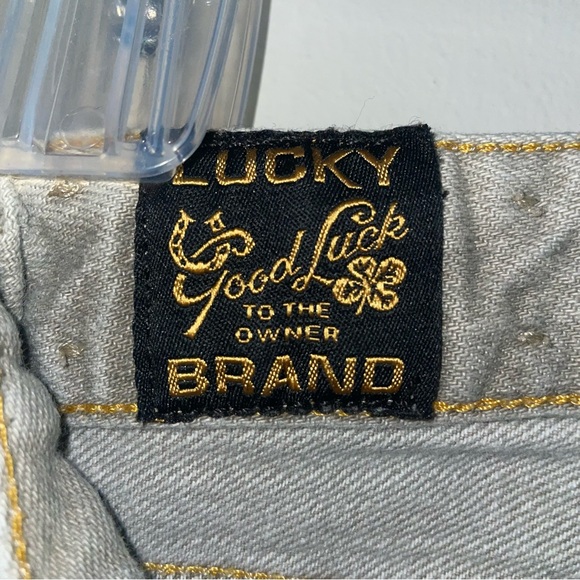 LUCKY
Good Luck
TO THE
OWNER
BRAND